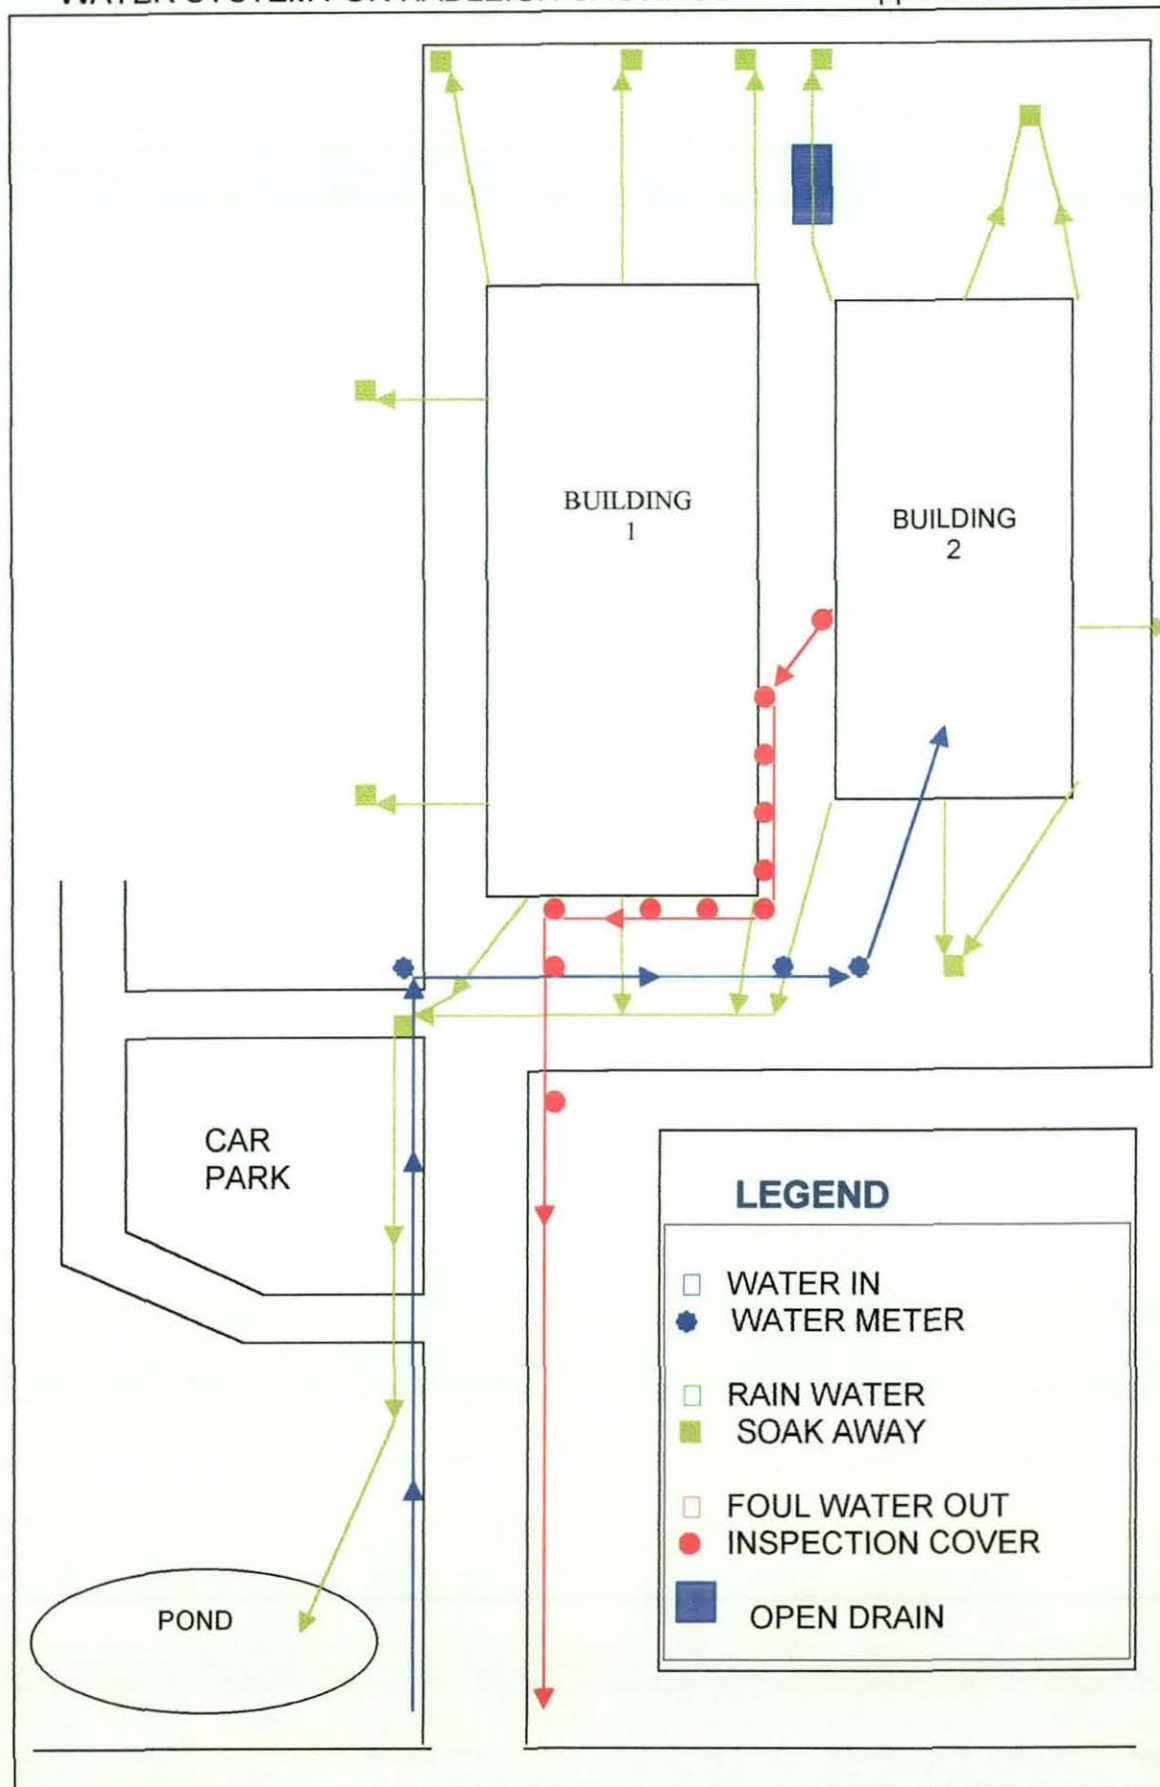 BUILDING
1
BUILDING
2
CAR
PARK
POND
LEGEND
WATER IN
WATER METER
RAIN WATER
SOAK AWAY
FOUL WATER OUT
INSPECTION COVER
OPEN DRAIN